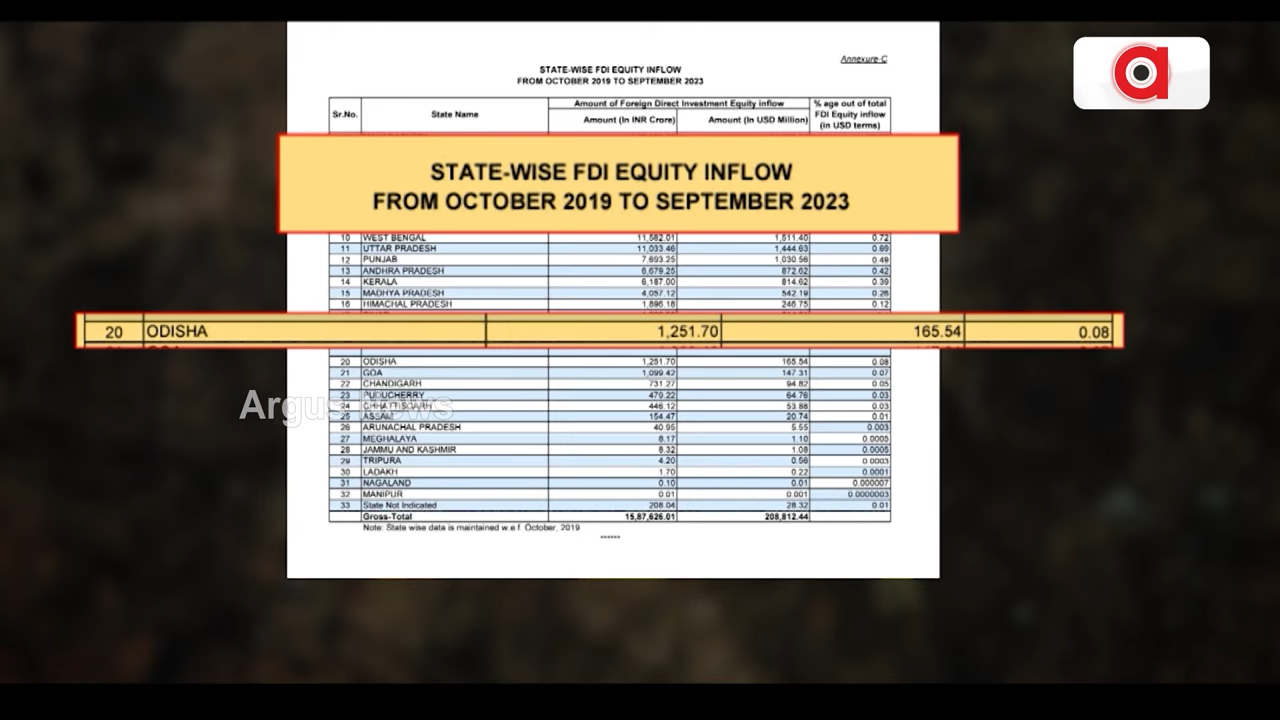 Annexure-C
STATE-WISE FDI EQUITY INFLOW
FROM OCTOBER 2019 TO SEPTEMBER 2023
Sr.No. State Name Amount of Foreign Direct Investment Equity inflow % age out of total FDI Equity inflow (in USD terms)
Amount (In INR Crore) Amount (In USD Million)
STATE-WISE FDI EQUITY INFLOW
FROM OCTOBER 2019 TO SEPTEMBER 2023
10 WEST BENGAL 11,582.01 1,511.40 0.72
11 UTTAR PRADESH 11,033.46 1,444.63 0.69
12 PUNJAB 7,693.25 1,030.56 0.49
13 ANDHRA PRADESH 6,679.25 872.62 0.42
14 KERALA 6,187.00 814.62 0.39
15 MADHYA PRADESH 4,057.12 542.19 0.26
16 HIMACHAL PRADESH 1,896.18 246.75 0.12
20 ODISHA 1,251.70 165.54 0.08
20 ODISHA 1,251.70 165.54 0.08
21 GOA 1,099.42 147.31 0.07
22 CHANDIGARH 731.27 94.82 0.05
23 PUDUCHERRY 479.22 64.76 0.03
24 CHHATTISGARH 446.12 53.88 0.03
25 ASSAM 154.47 20.74 0.01
26 ARUNACHAL PRADESH 40.95 5.55 0.003
27 MEGHALAYA 8.17 1.10 0.0005
28 JAMMU AND KASHMIR 8.32 1.08 0.0005
29 TRIPURA 4.20 0.56 0.0003
30 LADAKH 1.70 0.22 0.0001
31 NAGALAND 0.10 0.01 0.000007
32 MANIPUR 0.01 0.001 0.0000003
33 State Not Indicated 208.04 28.32 0.01
Gross-Total 15,87,626.01 208,812.44
Note: State wise data is maintained w.e.f. October, 2019
******
Argus News
a